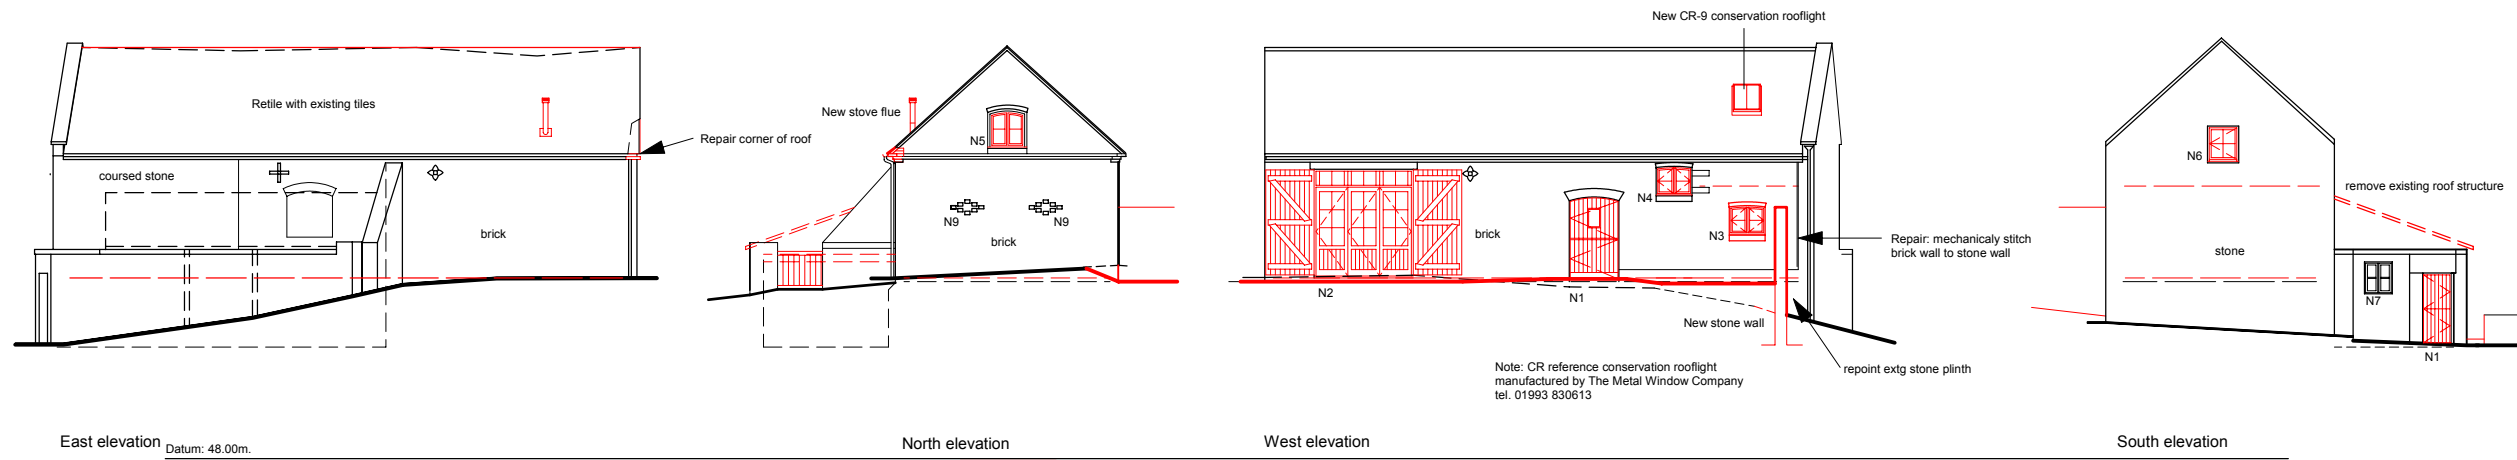 New CR-9 conservation rooflight
Retile with existing tiles
New stove flue
Repair corner of roof
N5
N6
coursed stone
N4
remove existing roof structure
N9
N9
brick
brick
brick
N3
Repair: mechanicaly stitch
brick wall to stone wall
stone
N2
N1
N7
New stone wall
N1
repoint extg stone plinth
Note: CR reference conservation rooflight
manufactured by The Metal Window Company
tel. 01993 830613
East elevation
Datum: 48.00m.
North elevation
West elevation
South elevation